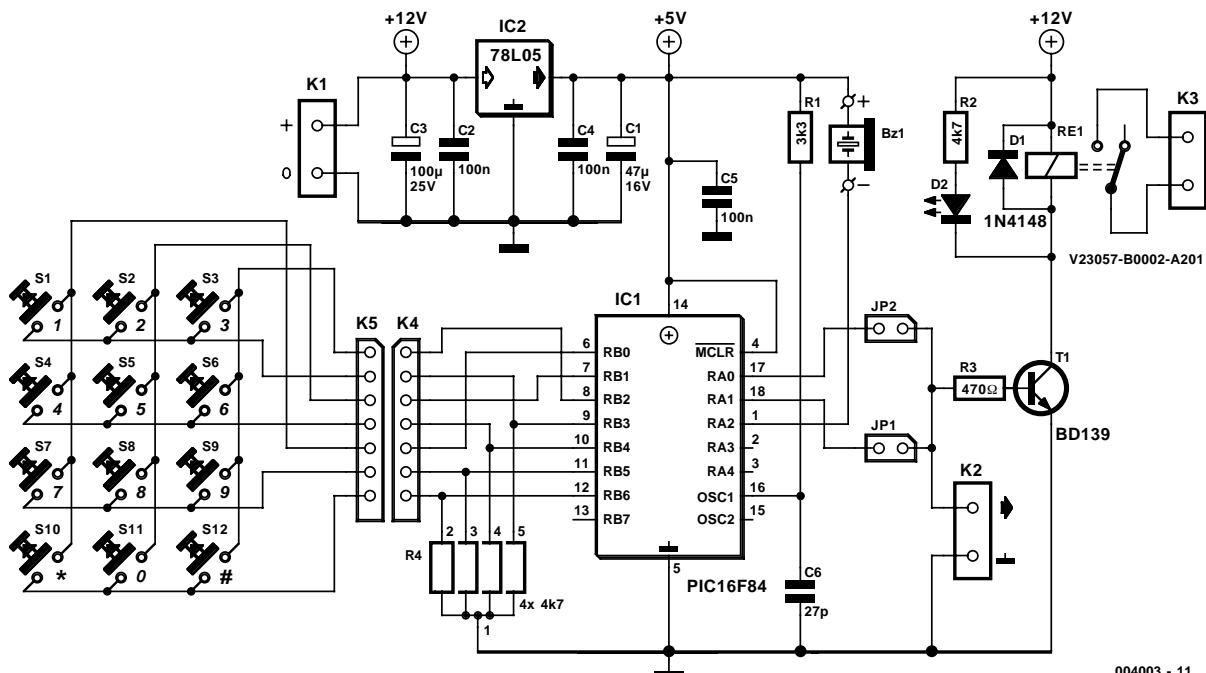 +12V
IC2
78L05
+5V
+12V
K1
+
0
C3
100µ
25V
C2
100n
C4
100n
C1
47µ
16V
C5
100n
R1
3k3
+
Bz1
–
R2
4k7
D1
RE1
D2
1N4148
K3
V23057-B0002-A201
S1
1
S2
2
S3
3
S4
4
S5
5
S6
6
S7
7
S8
8
S9
9
S10
*
S11
0
S12
#
K5
K4
IC1
14
6
RB0
7
RB1
8
RB2
9
RB3
10
RB4
11
RB5
12
RB6
13
RB7
MCLR
4
RA0
17
RA1
18
RA2
1
RA3
2
RA4
3
OSC1
16
OSC2
15
5
PIC16F84
R4
2
3
4
5
4x 4k7
1
C6
27p
JP2
JP1
R3
470Ω
T1
BD139
K2
004003 - 11